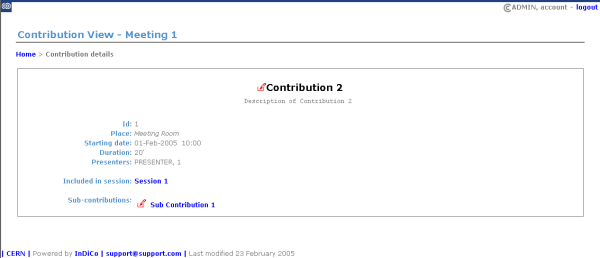 ADMIN, account - logout
Contribution View - Meeting 1
Home > Contribution details
Contribution 2
Description of Contribution 2
Id: 1
Place: Meeting Room
Starting date: 01-Feb-2005 10:00
Duration: 20'
Presenters: PRESENTER, 1
Included in session: Session 1
Sub-contributions: Sub Contribution 1
| CERN | Powered by InDiCo | support@support.com | Last modified 23 February 2005